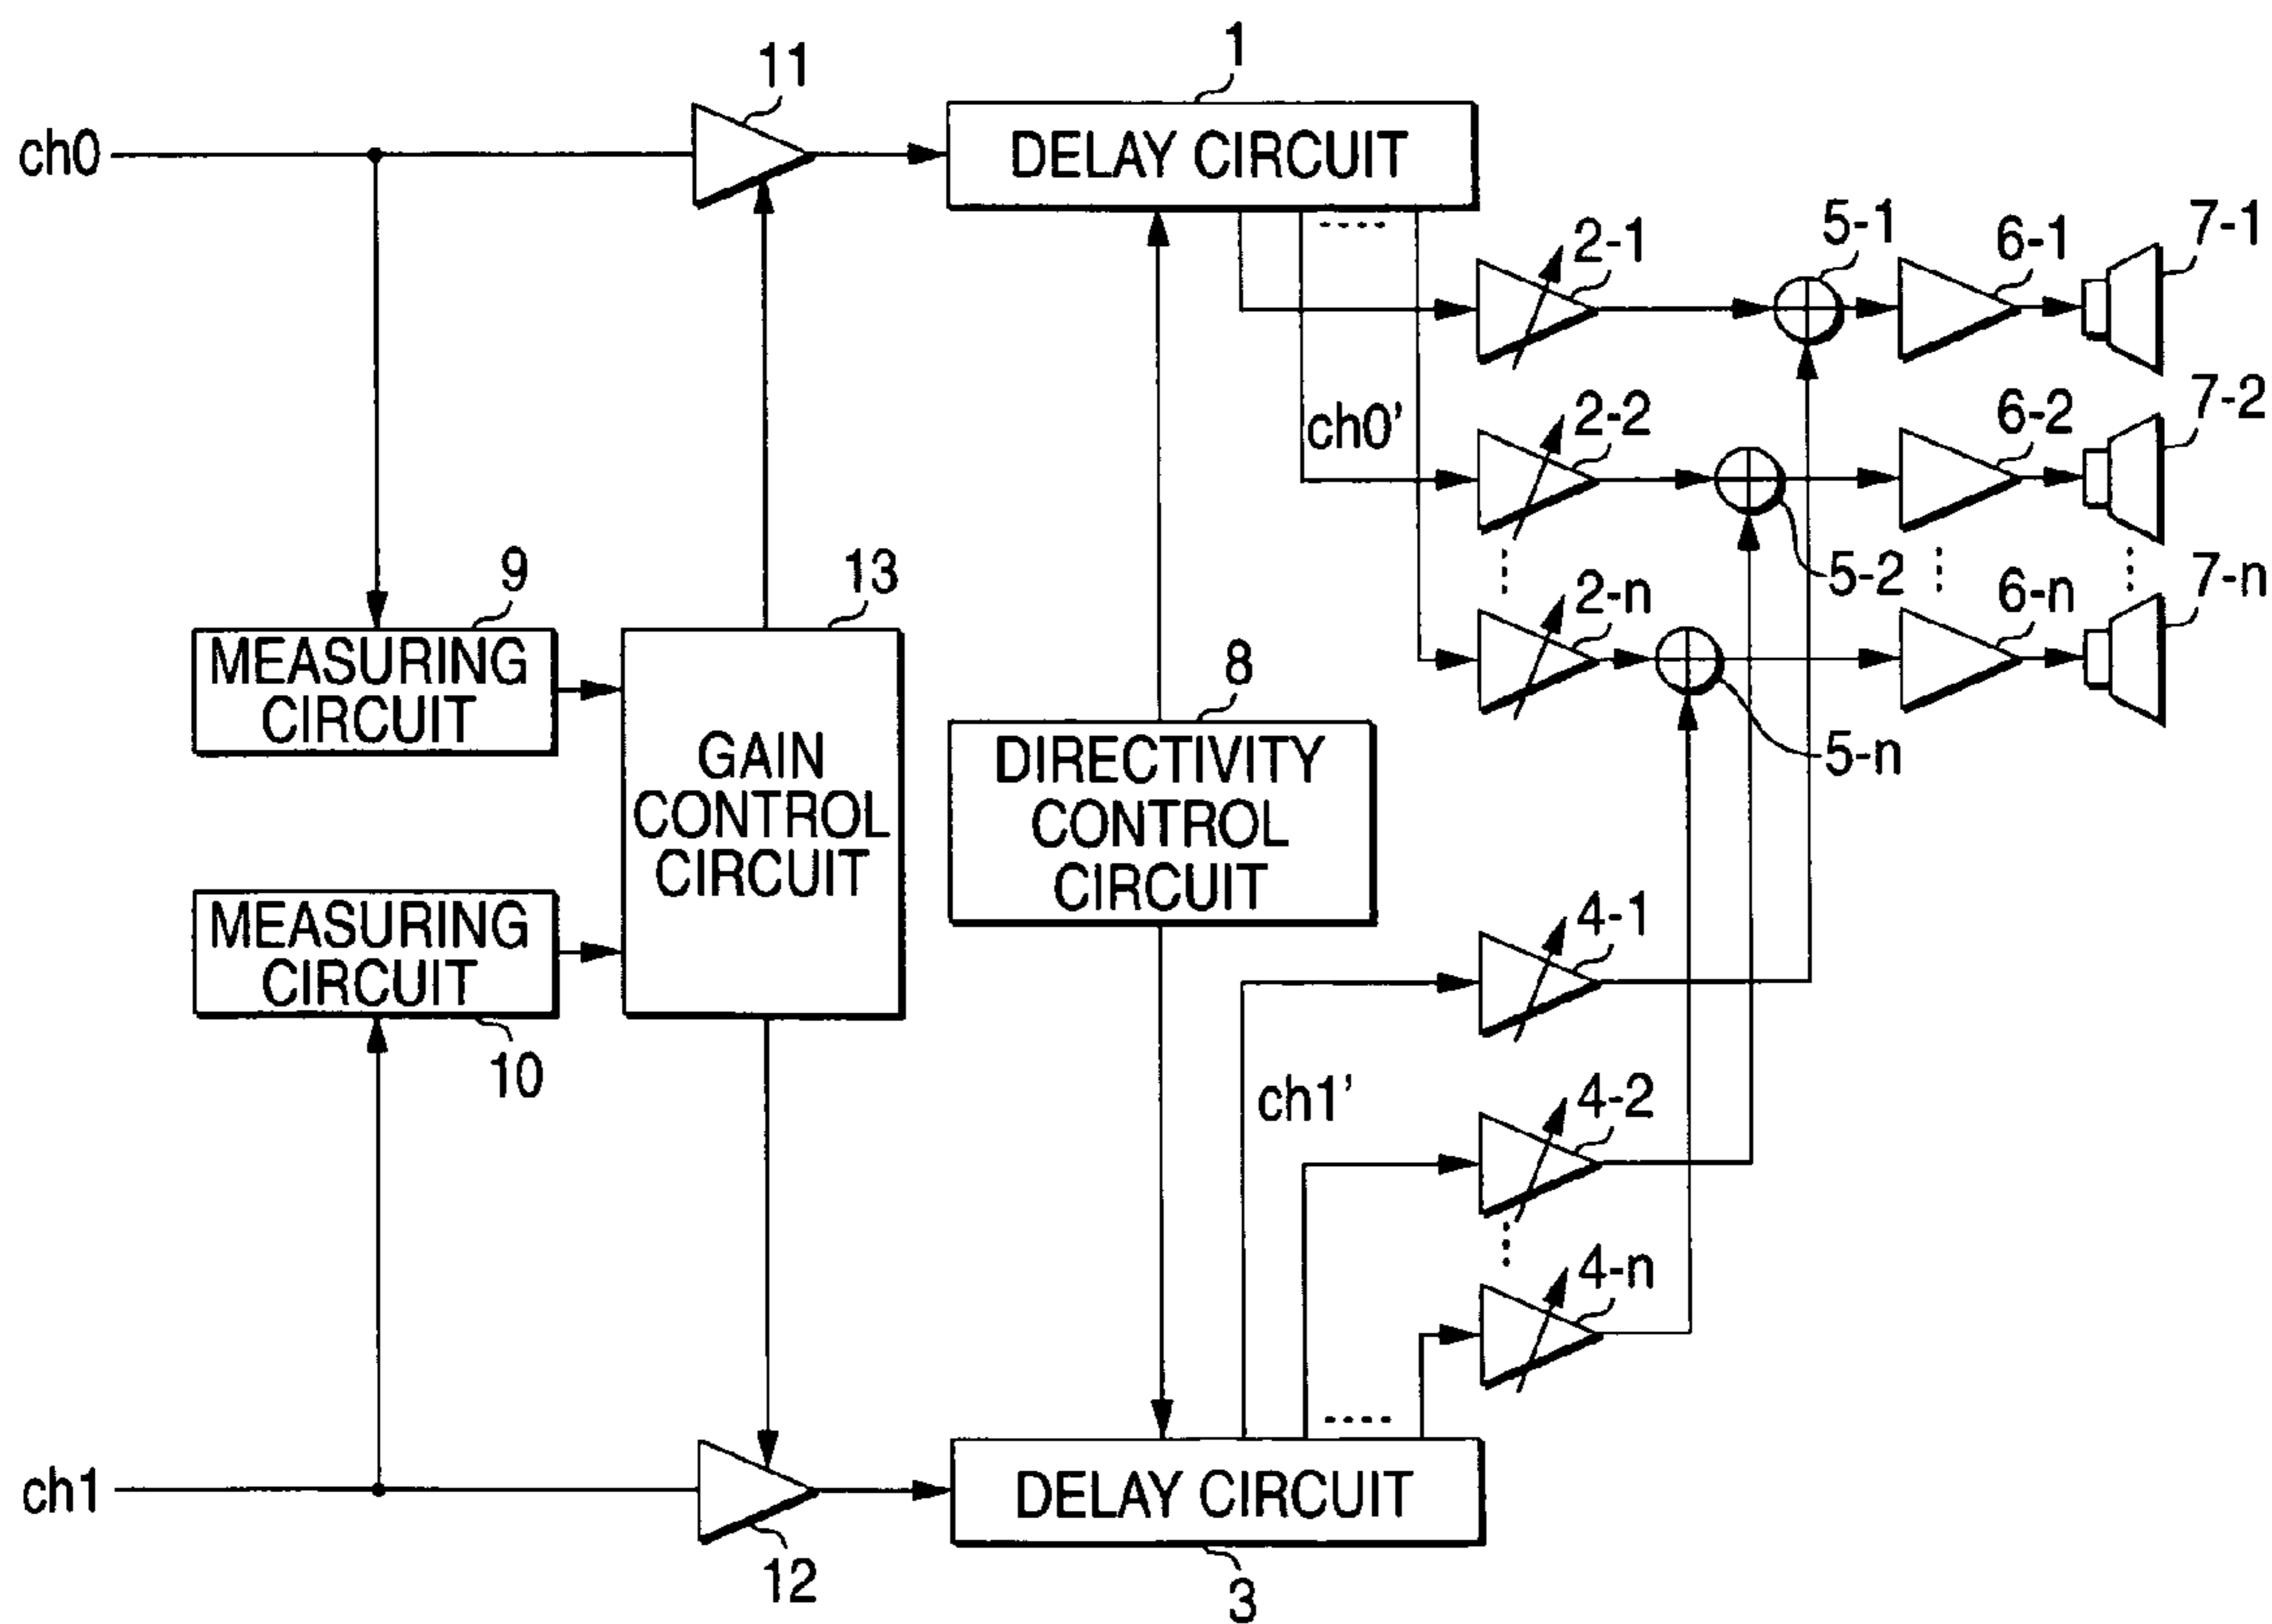 1
11
ch0
DELAY CIRCUIT
2-1
5-1
6-1
7-1
ch0'
2-2
5-2
6-2
7-2
2-n
5-n
6-n
7-n
9
MEASURING
CIRCUIT
13
GAIN
CONTROL
CIRCUIT
8
DIRECTIVITY
CONTROL
CIRCUIT
MEASURING
CIRCUIT
10
4-1
ch1'
4-2
4-n
ch1
12
DELAY CIRCUIT
3